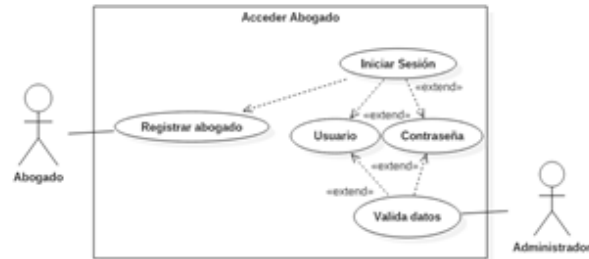 Acceder Abogado
Iniciar Sesión
«extend»
«extend»
Registrar abogado
Usuario
Contraseña
Abogado
«extend»
«extend»
Valida datos
Administrador